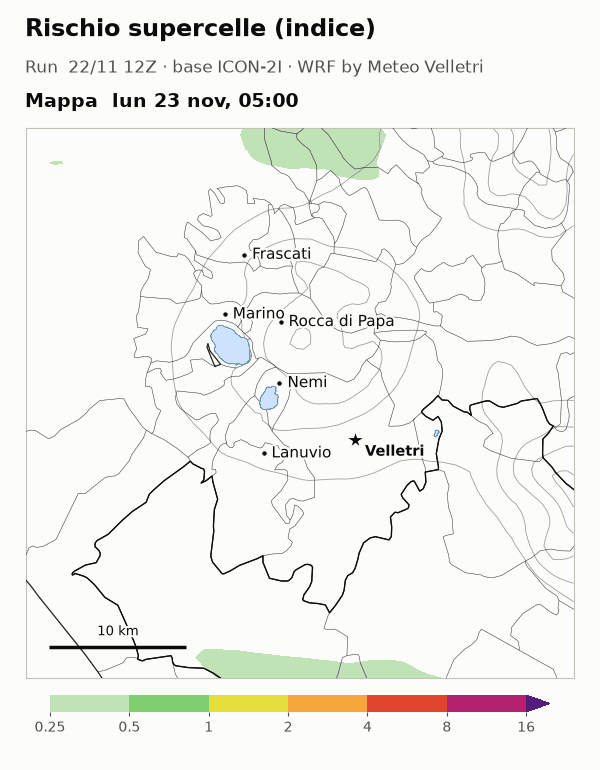 Rischio supercelle (indice)
Run  22/11 12Z · base ICON-2I · WRF by Meteo Velletri
Mappa  lun 23 nov, 05:00
Frascati
Marino
Rocca di Papa
Nemi
Velletri
Lanuvio
10 km
0.25 0.5 1 2 4 8 16